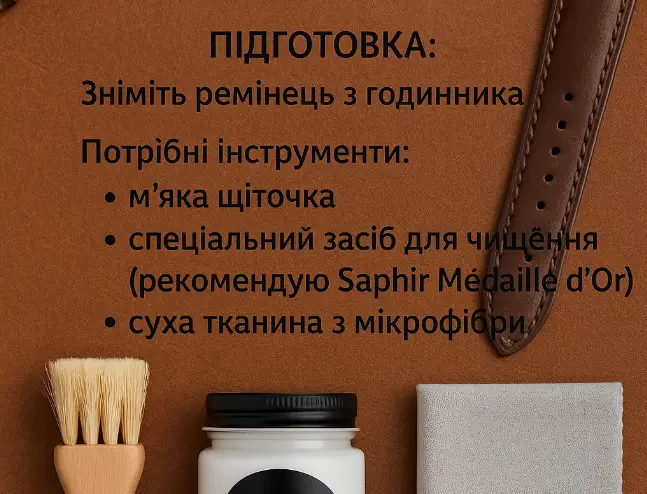 ПІДГОТОВКА:
Зніміть ремінець з годинника
Потрібні інструменти:
• м’яка щіточка
• спеціальний засіб для чищення
(рекомендую Saphir Médaille d’Or)
• суха тканина з мікрофібри